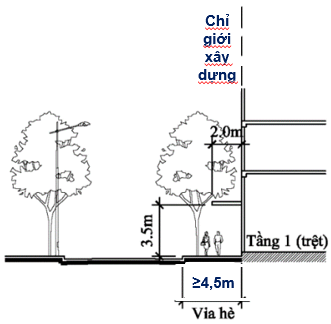 Chỉ
giới
xây
dựng
2.0m
3.5m
Tầng 1 (trệt)
≥4,5m
Vỉa hè